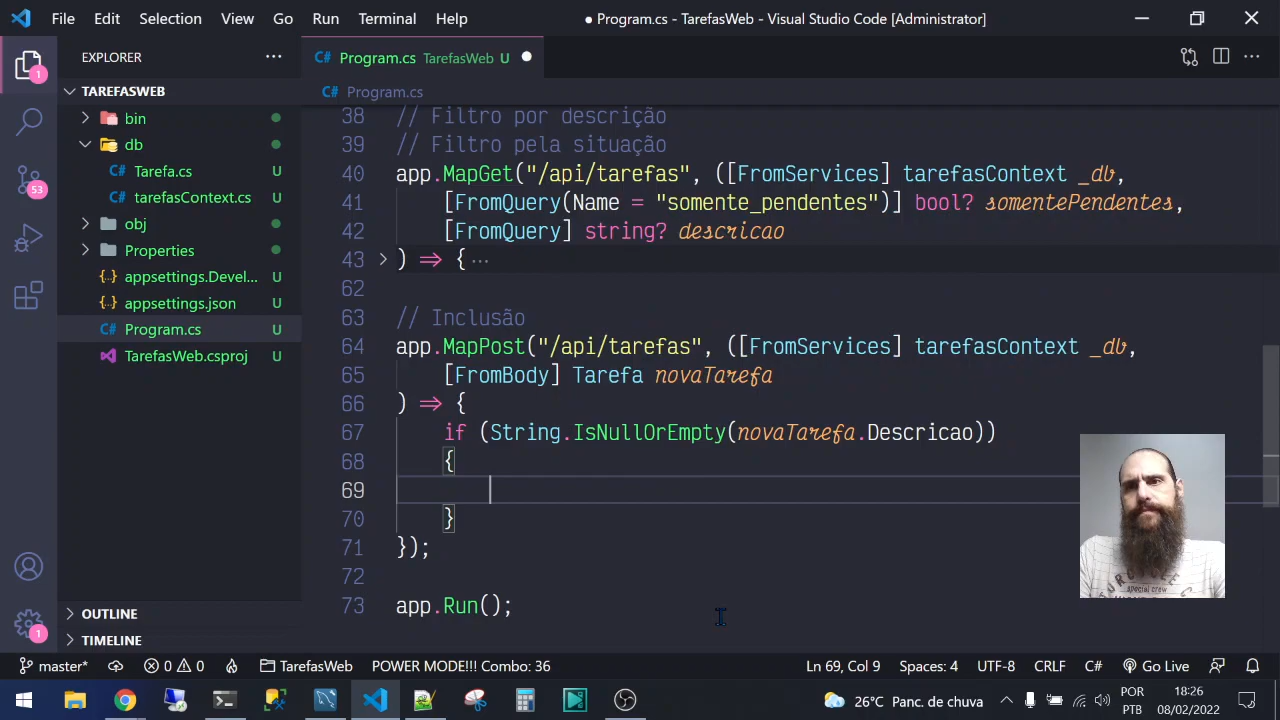 File Edit Selection View Go Run Terminal Help
● Program.cs - TarefasWeb - Visual Studio Code [Administrator]
EXPLORER
TAREFASWEB
bin
db
Tarefa.cs U
tarefasContext.cs U
obj
Properties
appsettings.Devel... U
appsettings.json U
Program.cs U
TarefasWeb.csproj U
OUTLINE
TIMELINE
1
53
1
Program.cs TarefasWeb U
Program.cs
38 // Filtro por descrição
39 // Filtro pela situação
40 app.MapGet("/api/tarefas", ([FromServices] tarefasContext _db,
41 [FromQuery(Name = "somente_pendentes")] bool? somentePendentes,
42 [FromQuery] string? descricao
43 ) => { ...
62
63 // Inclusão
64 app.MapPost("/api/tarefas", ([FromServices] tarefasContext _db,
65 [FromBody] Tarefa novaTarefa
66 ) => {
67 if (String.IsNullOrEmpty(novaTarefa.Descricao))
68 {
69
70 }
71 });
72
73 app.Run();
master* 0 0 TarefasWeb POWER MODE!!! Combo: 36 Ln 69, Col 9 Spaces: 4 UTF-8 CRLF C# Go Live
26°C Panc. de chuva POR PTB 18:26 08/02/2022